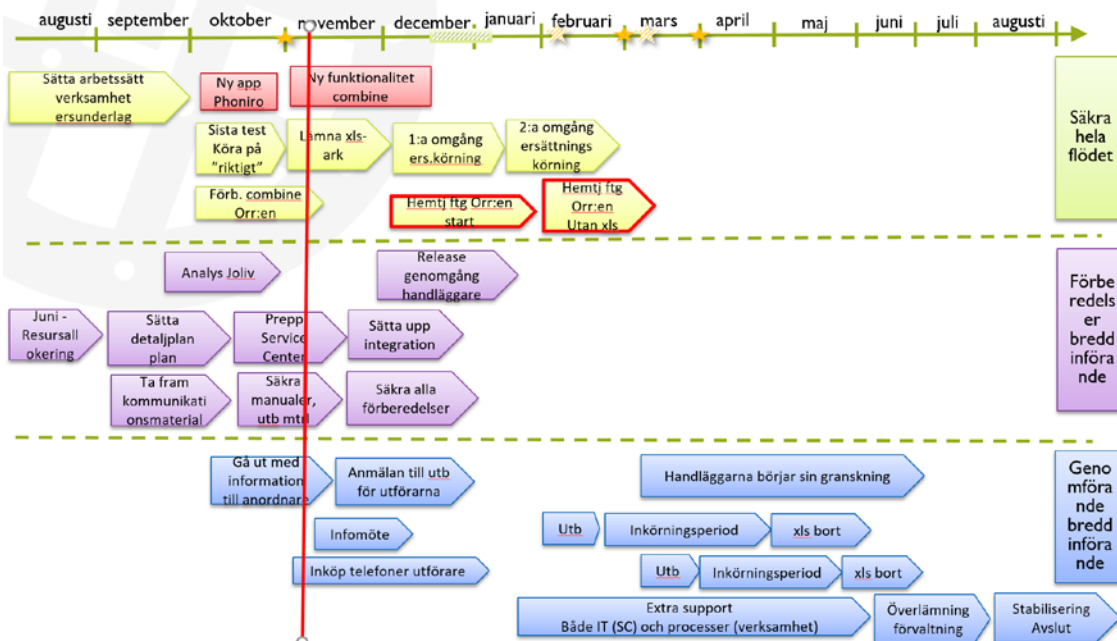 augusti september oktober november december januari februari mars april maj juni juli augusti
Sätta arbetssätt
verksamhet
ersunderlag
Ny app
Phoniro
Ny funktionalitet
combine
Sista test
Köra på
”riktigt”
Lämna xls-
ark
1:a omgång
ers.körning
2:a omgång
ersättnings
körning
Förb. combine
Orr:en
Hemtj ftg Orr:en
start
Hemtj ftg
Orr:en
Utan xls
Säkra
hela
flödet
Analys Joliv
Release
genomgång
handläggare
Juni -
Resursall
okering
Sätta
detaljplan
plan
Prepp
Service
Center
Sätta upp
integration
Ta fram
kommunikati
onsmaterial
Säkra
manualer,
utb mtrl
Säkra alla
förberedelser
Förbe
redels
er
bredd
införa
nde
Gå ut med
information
till anordnare
Anmälan till utb
för utförarna
Handläggarna börjar sin granskning
Infomöte
Utb
Inkörningsperiod
xls bort
Inköp telefoner utförare
Utb
Inkörningsperiod
xls bort
Extra support
Både IT (SC) och processer (verksamhet)
Överlämning
förvaltning
Stabilisering
Avslut
Geno
mföra
nde
bredd
införa
nde